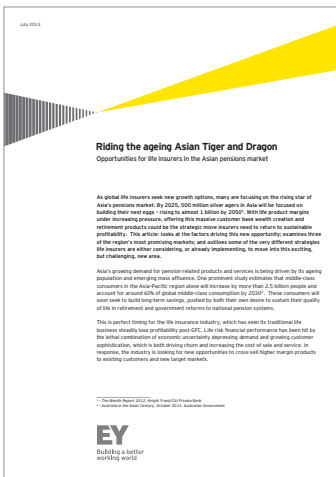 July 2013
Riding the ageing Asian Tiger and Dragon
Opportunities for life insurers in the Asian pensions market
As global life insurers seek new growth options, many are focusing on the rising star of
Asia's pensions market. By 2025, 500 million silver agers in Asia will be focused on
building their nest eggs - rising to almost 1 billion by 2050¹. With life product margins
under increasing pressure, offering this massive customer base wealth creation and
retirement products could be the strategic move insurers need to return to sustainable
profitability. This article: looks at the factors driving this new opportunity; examines three
of the region's most promising markets; and outlines some of the very different strategies
life insurers are either considering, or already implementing, to move into this exciting,
but challenging, new area.
Asia's growing demand for pension-related products and services is being driven by its ageing
population and emerging mass affluence. One prominent study estimates that middle-class
consumers in the Asia-Pacific region alone will increase by more than 2.5 billion people and
account for around 60% of global middle-class consumption by 2030². These consumers will
soon seek to build long-term savings, pushed by both their own desire to sustain their quality
of life in retirement and government reforms to national pension systems.
This is perfect timing for the life insurance industry, which has seen its traditional life
business steadily lose profitability post-GFC. Life risk financial performance has been hit by
the lethal combination of economic uncertainty depressing demand and growing customer
sophistication, which is both driving churn and increasing the cost of sale and service. In
response, the industry is looking for new opportunities to cross-sell higher margin products
to existing customers and new target markets.
¹ - The Wealth Report 2012, Knight Frank/Citi Private Bank
² - Australia in the Asian Century, October 2012, Australian Government
EY
Building a better
working world